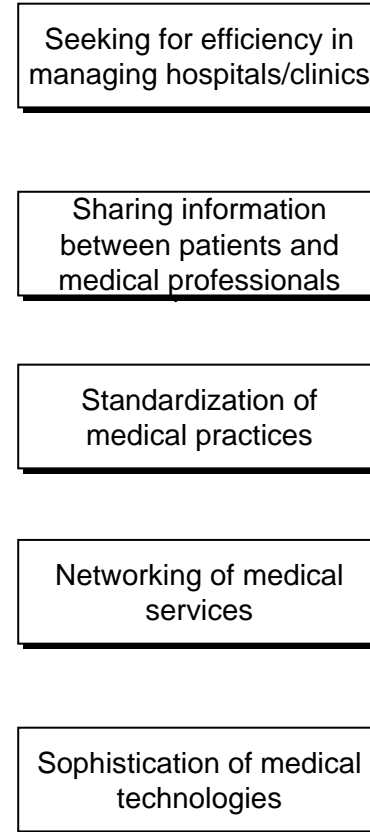 Seeking for efficiency in
managing hospitals/clinics
Sharing information
between patients and
medical professionals
Standardization of
medical practices
Networking of medical
services
Sophistication of medical
technologies